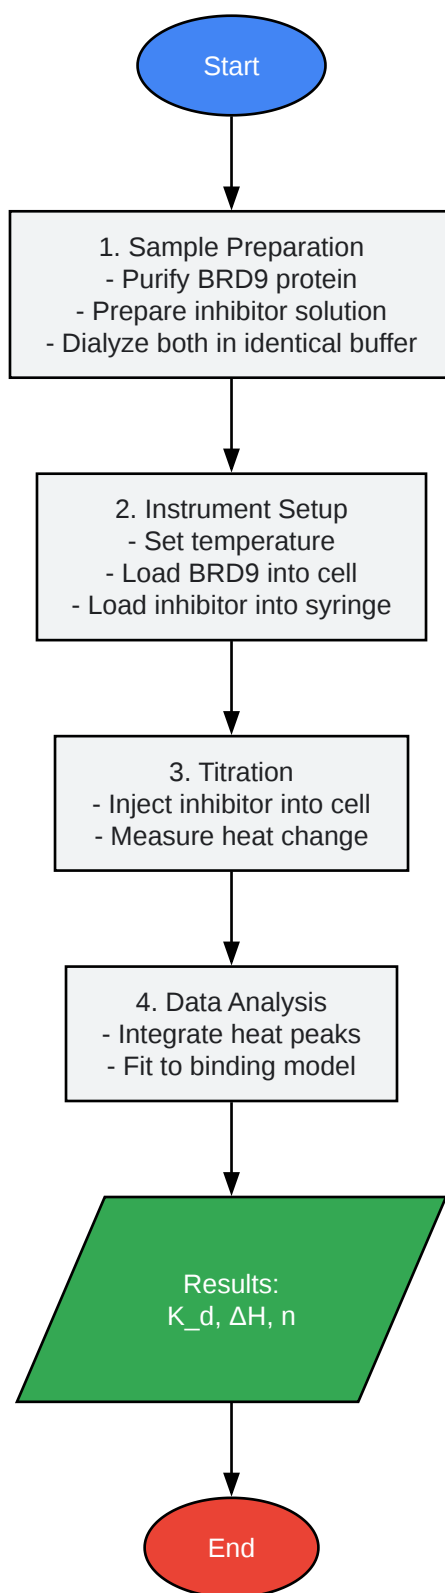 Start
1. Sample Preparation
- Purify BRD9 protein
- Prepare inhibitor solution
- Dialyze both in identical buffer
2. Instrument Setup
- Set temperature
- Load BRD9 into cell
- Load inhibitor into syringe
3. Titration
- Inject inhibitor into cell
- Measure heat change
4. Data Analysis
- Integrate heat peaks
- Fit to binding model
Results:
K_d, ΔH, n
End